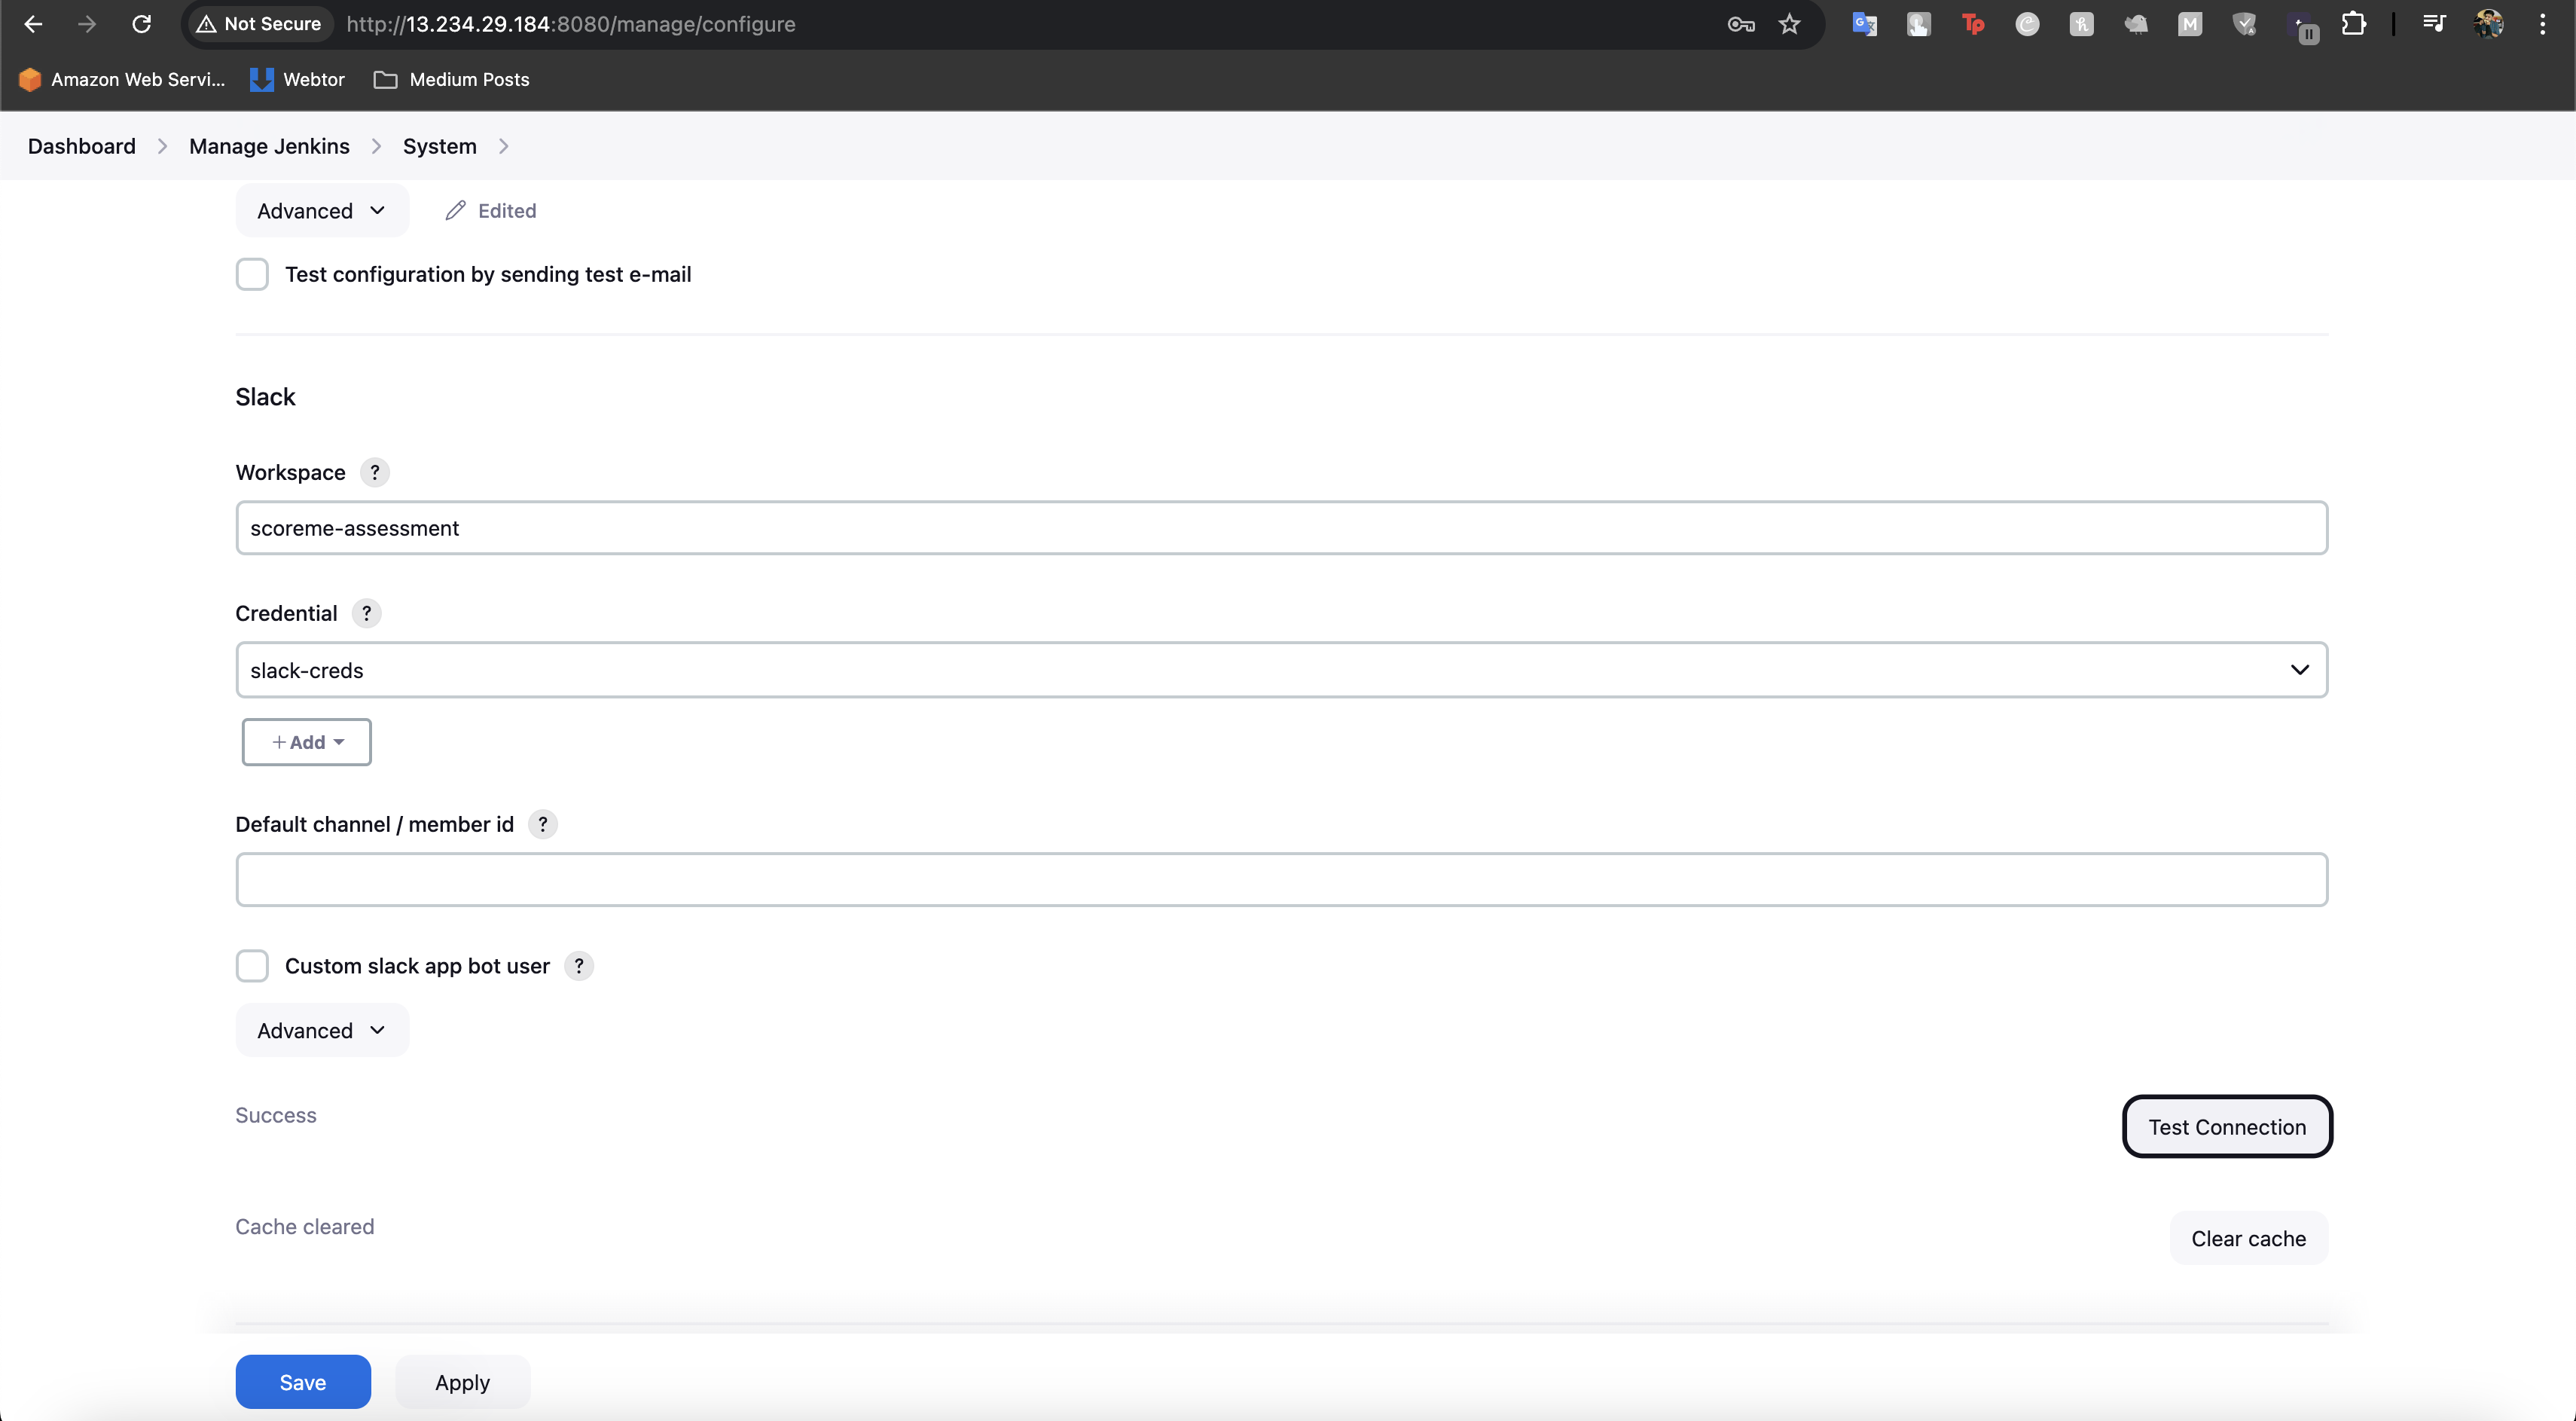 Not Secure http://13.234.29.184:8080/manage/configure
Amazon Web Servi... Webtor Medium Posts
Dashboard Manage Jenkins System
Advanced Edited
Test configuration by sending test e-mail
Slack
Workspace ?
scoreme-assessment
Credential ?
slack-creds
+ Add
Default channel / member id ?
Custom slack app bot user ?
Advanced
Success
Test Connection
Cache cleared
Clear cache
Save Apply